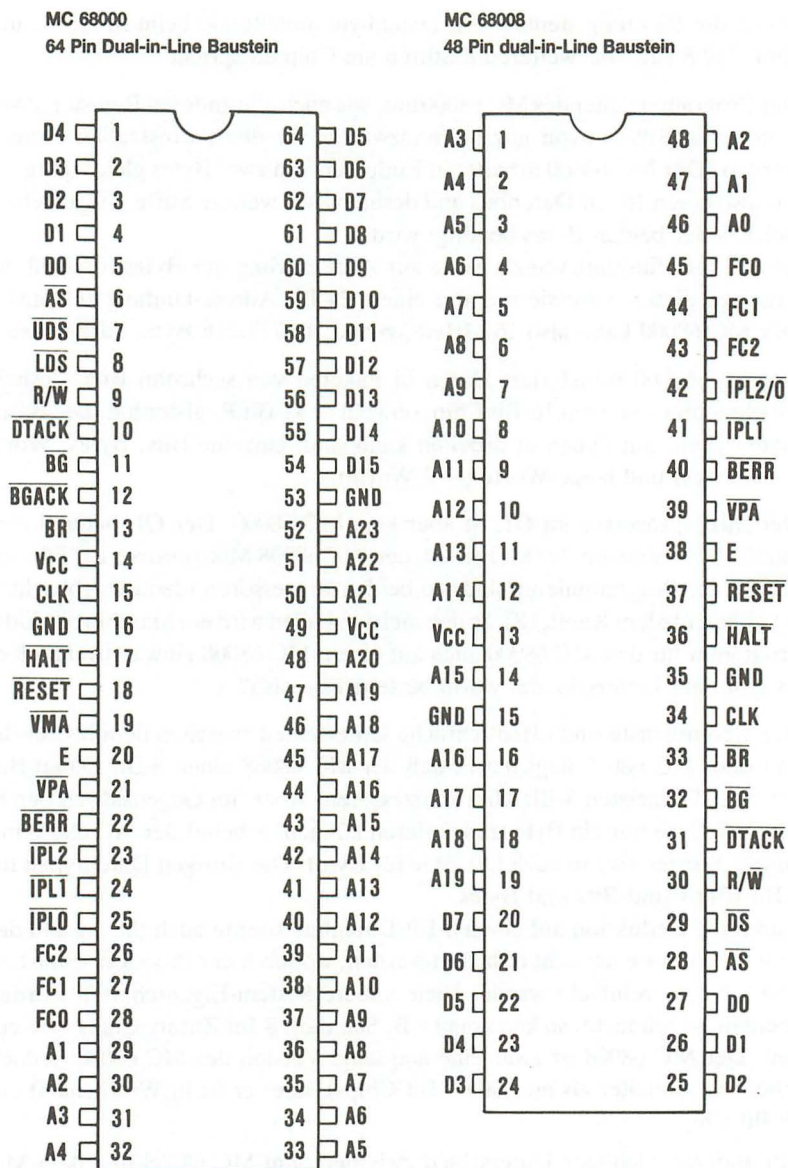 MC 68000
64 Pin Dual-in-Line Baustein
D4 1 64 D5
D3 2 63 D6
D2 3 62 D7
D1 4 61 D8
D0 5 60 D9
AS 6 59 D10
UDS 7 58 D11
LDS 8 57 D12
R/W 9 56 D13
DTACK 10 55 D14
BG 11 54 D15
BGACK 12 53 GND
BR 13 52 A23
Vcc 14 51 A22
CLK 15 50 A21
GND 16 49 Vcc
HALT 17 48 A20
RESET 18 47 A19
VMA 19 46 A18
E 20 45 A17
VPA 21 44 A16
BERR 22 43 A15
IPL2 23 42 A14
IPL1 24 41 A13
IPL0 25 40 A12
FC2 26 39 A11
FC1 27 38 A10
FC0 28 37 A9
A1 29 36 A8
A2 30 35 A7
A3 31 34 A6
A4 32 33 A5
MC 68008
48 Pin dual-in-Line Baustein
A3 1 48 A2
A4 2 47 A1
A5 3 46 A0
A6 4 45 FC0
A7 5 44 FC1
A8 6 43 FC2
A9 7 42 IPL2/0
A10 8 41 IPL1
A11 9 40 BERR
A12 10 39 VPA
A13 11 38 E
A14 12 37 RESET
Vcc 13 36 HALT
A15 14 35 GND
GND 15 34 CLK
A16 16 33 BR
A17 17 32 BG
A18 18 31 DTACK
A19 19 30 R/W
D7 20 29 DS
D6 21 28 AS
D5 22 27 D0
D4 23 26 D1
D3 24 25 D2